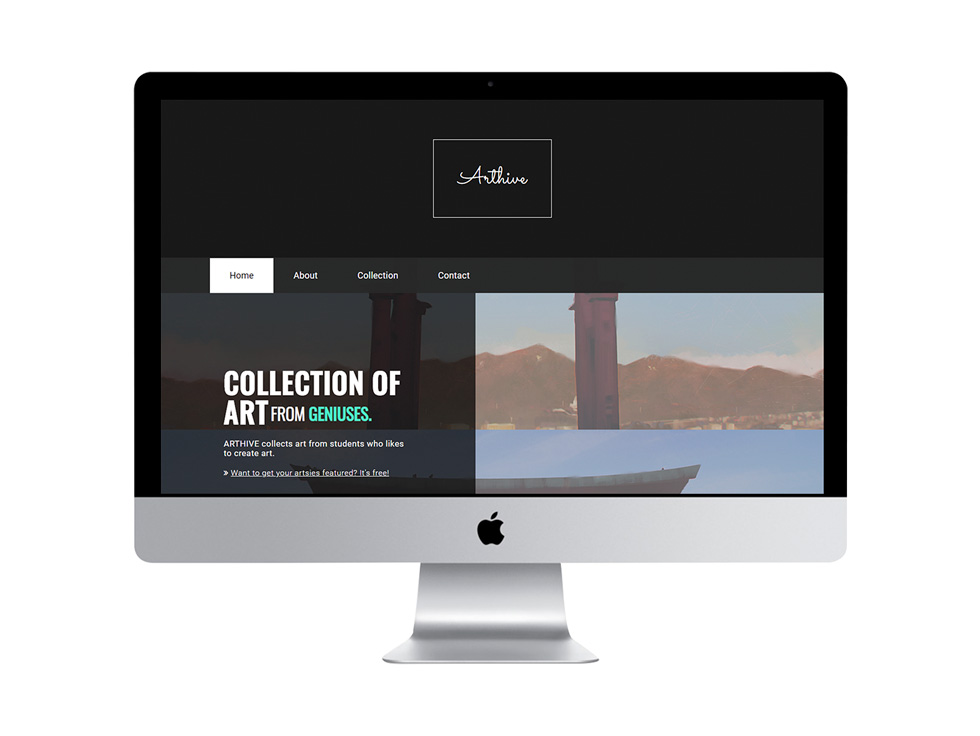 Arthive
Home About Collection Contact
COLLECTION OF
ART FROM GENIUSES.
ARTHIVE collects art from students who likes
to create art.
» Want to get your artsies featured? It's free!